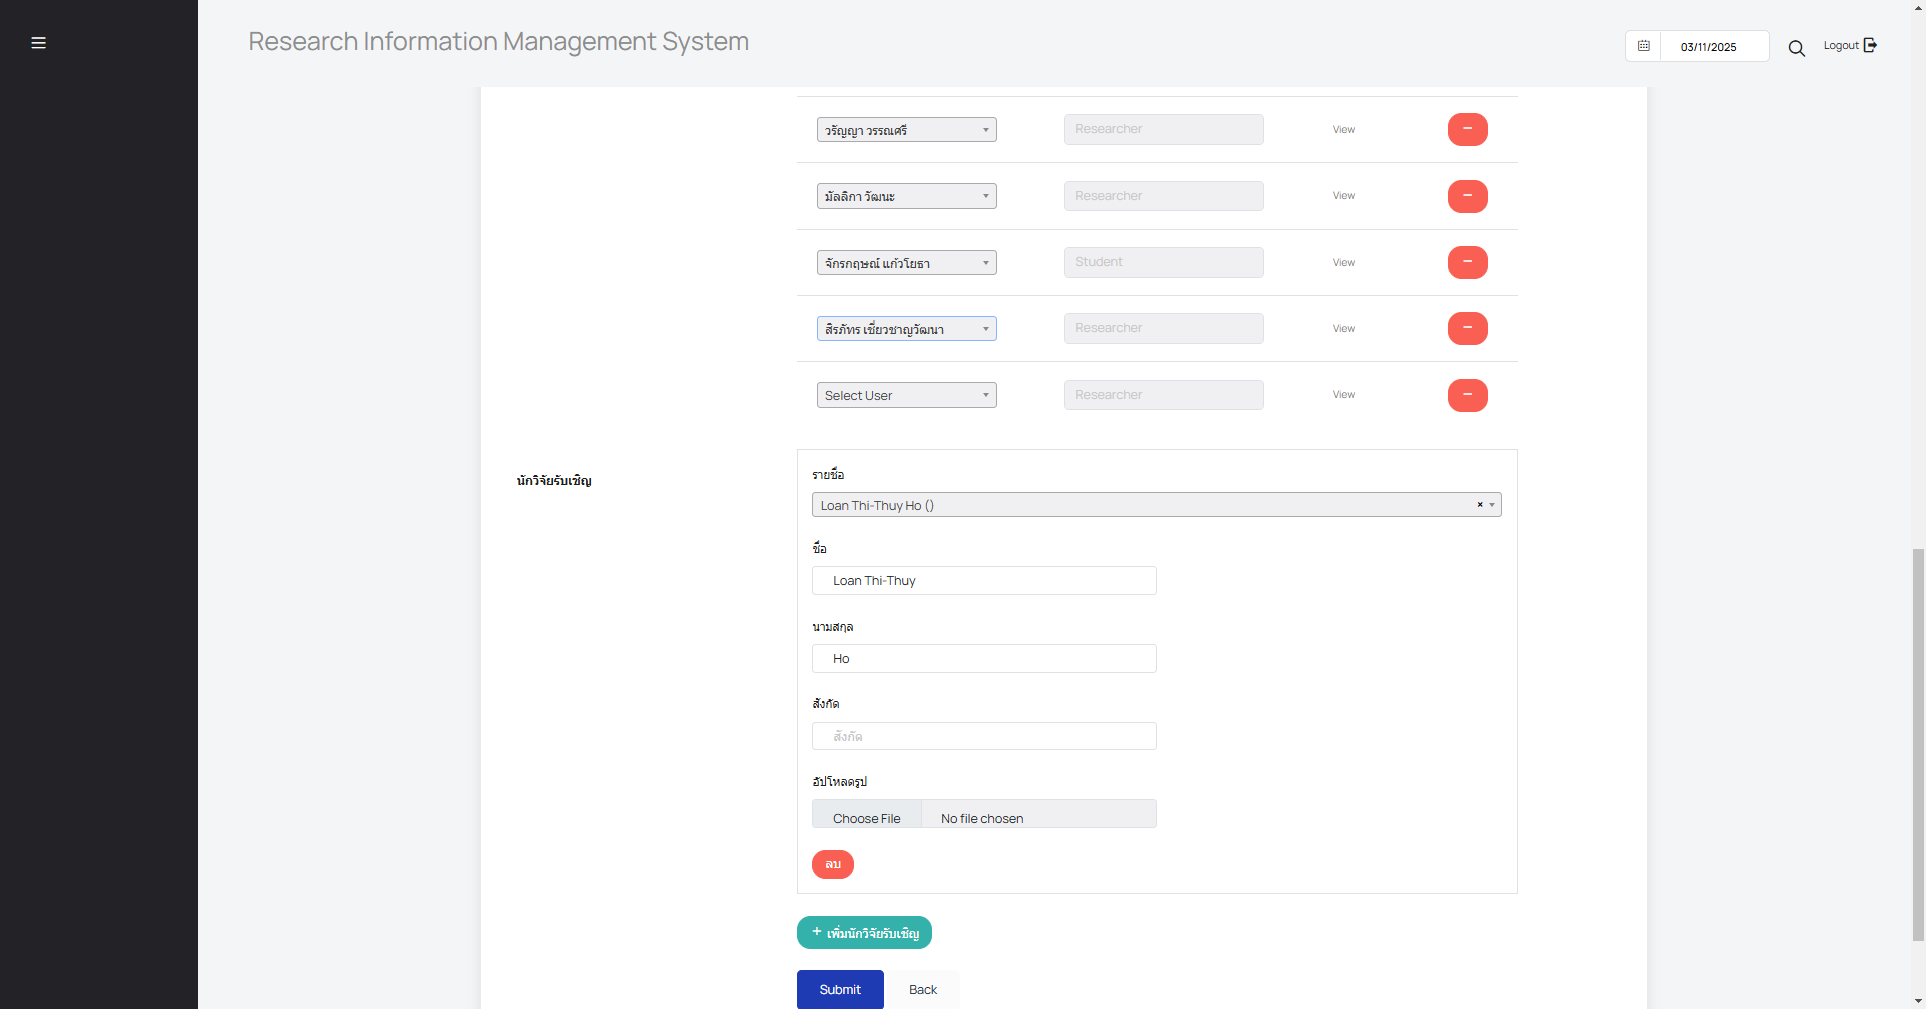 Research Information Management System
03/11/2025
Logout
วรัญญา วรรณศรี
Researcher
View
มัลลิกา วัฒนะ
Researcher
View
จักรกฤษณ์ แก้วโยธา
Student
View
สิรภัทร เชี่ยวชาญวัฒนา
Researcher
View
Select User
Researcher
View
นักวิจัยรับเชิญ
รายชื่อ
Loan Thi-Thuy Ho ()
ชื่อ
Loan Thi-Thuy
นามสกุล
Ho
สังกัด
สังกัด
อัปโหลดรูป
Choose File No file chosen
ลบ
+ เพิ่มนักวิจัยรับเชิญ
Submit Back